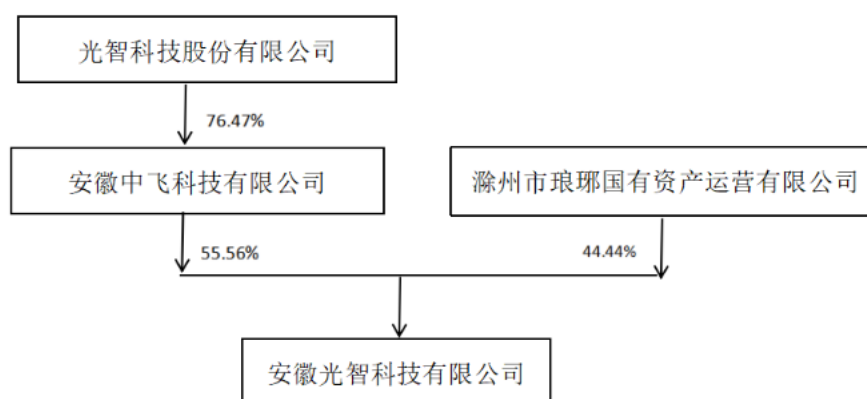 光智科技股份有限公司
76.47%
安徽中飞科技有限公司
滁州市琅琊国有资产运营有限公司
55.56%
44.44%
安徽光智科技有限公司